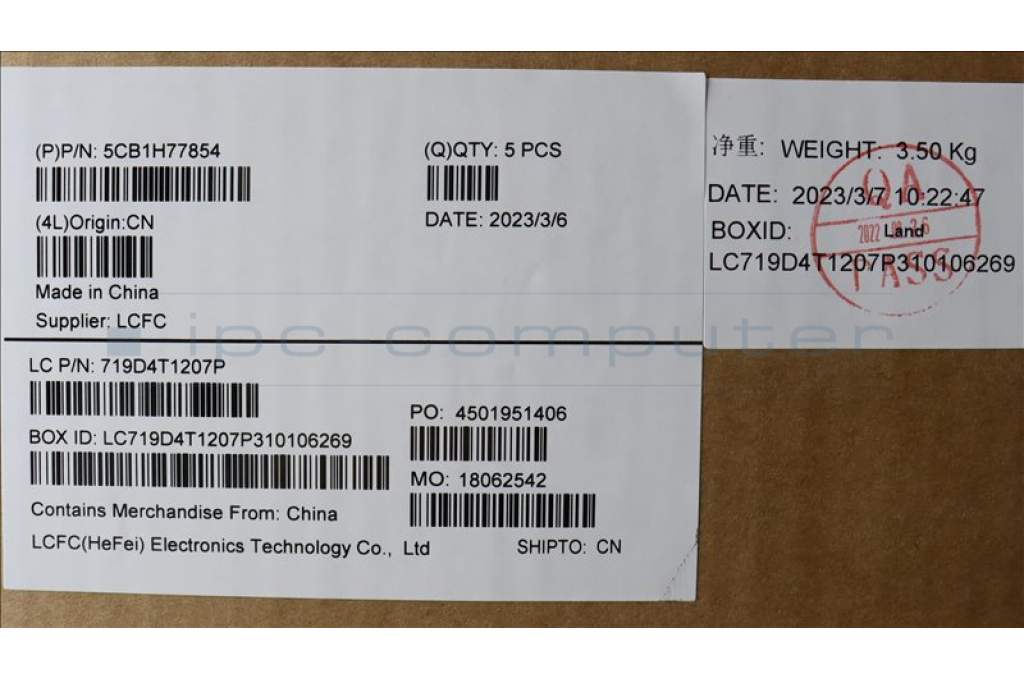 (P)P/N: 5CB1H77854
(Q)QTY: 5 PCS
(4L)Origin:CN
DATE: 2023/3/6
Made in China
Supplier: LCFC
LC P/N: 719D4T1207P
PO: 4501951406
BOX ID: LC719D4T1207P310106269
MO: 18062542
Contains Merchandise From: China
LCFC(HeFei) Electronics Technology Co., Ltd
SHIPTO: CN
净重: WEIGHT: 3.50 Kg
DATE: 2023/3/7 10:22:47
BOXID: Land
LC719D4T1207P310106269
QA
2022
PASS
ipc-computer